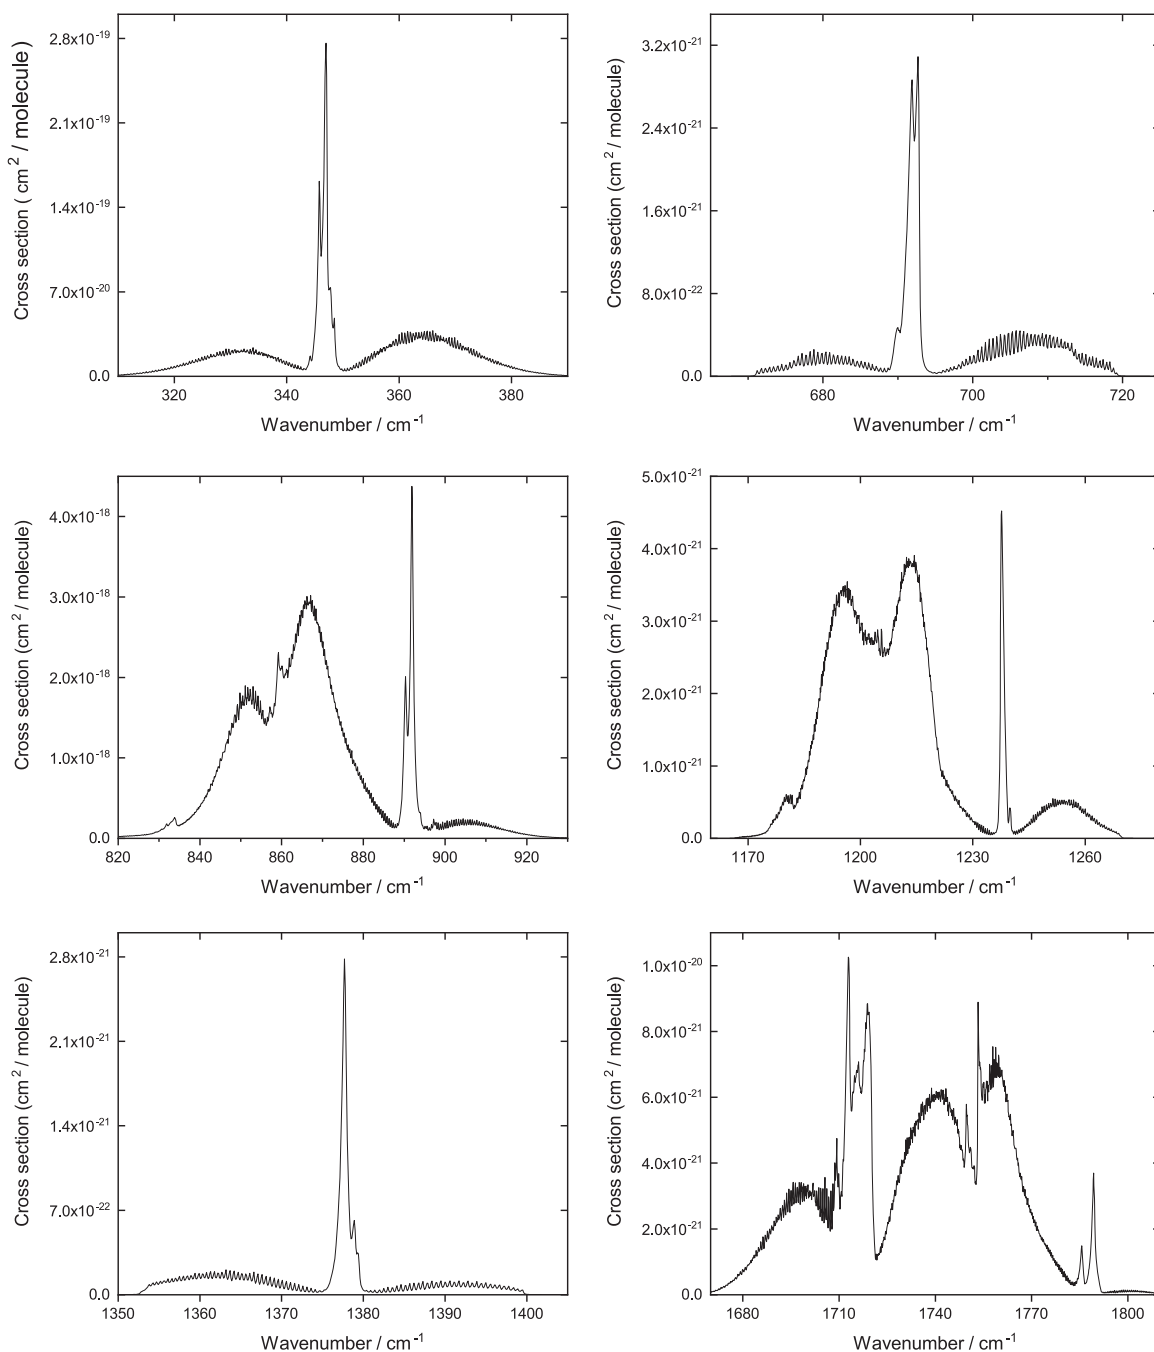 Cross section ( cm² / molecule)
2.8x10⁻¹⁹
2.1x10⁻¹⁹
1.4x10⁻¹⁹
7.0x10⁻²⁰
0.0
320 340 360 380
Wavenumber / cm⁻¹
Cross section (cm² / molecule)
3.2x10⁻²¹
2.4x10⁻²¹
1.6x10⁻²¹
8.0x10⁻²²
0.0
680 700 720
Wavenumber / cm⁻¹
Cross section (cm² / molecule)
4.0x10⁻¹⁸
3.0x10⁻¹⁸
2.0x10⁻¹⁸
1.0x10⁻¹⁸
0.0
820 840 860 880 900 920
Wavenumber / cm⁻¹
Cross section (cm² / molecule)
5.0x10⁻²¹
4.0x10⁻²¹
3.0x10⁻²¹
2.0x10⁻²¹
1.0x10⁻²¹
0.0
1170 1200 1230 1260
Wavenumber / cm⁻¹
Cross section (cm² / molecule)
2.8x10⁻²¹
2.1x10⁻²¹
1.4x10⁻²¹
7.0x10⁻²²
0.0
1350 1360 1370 1380 1390 1400
Wavenumber / cm⁻¹
Cross section (cm² / molecule)
1.0x10⁻²⁰
8.0x10⁻²¹
6.0x10⁻²¹
4.0x10⁻²¹
2.0x10⁻²¹
0.0
1680 1710 1740 1770 1800
Wavenumber / cm⁻¹